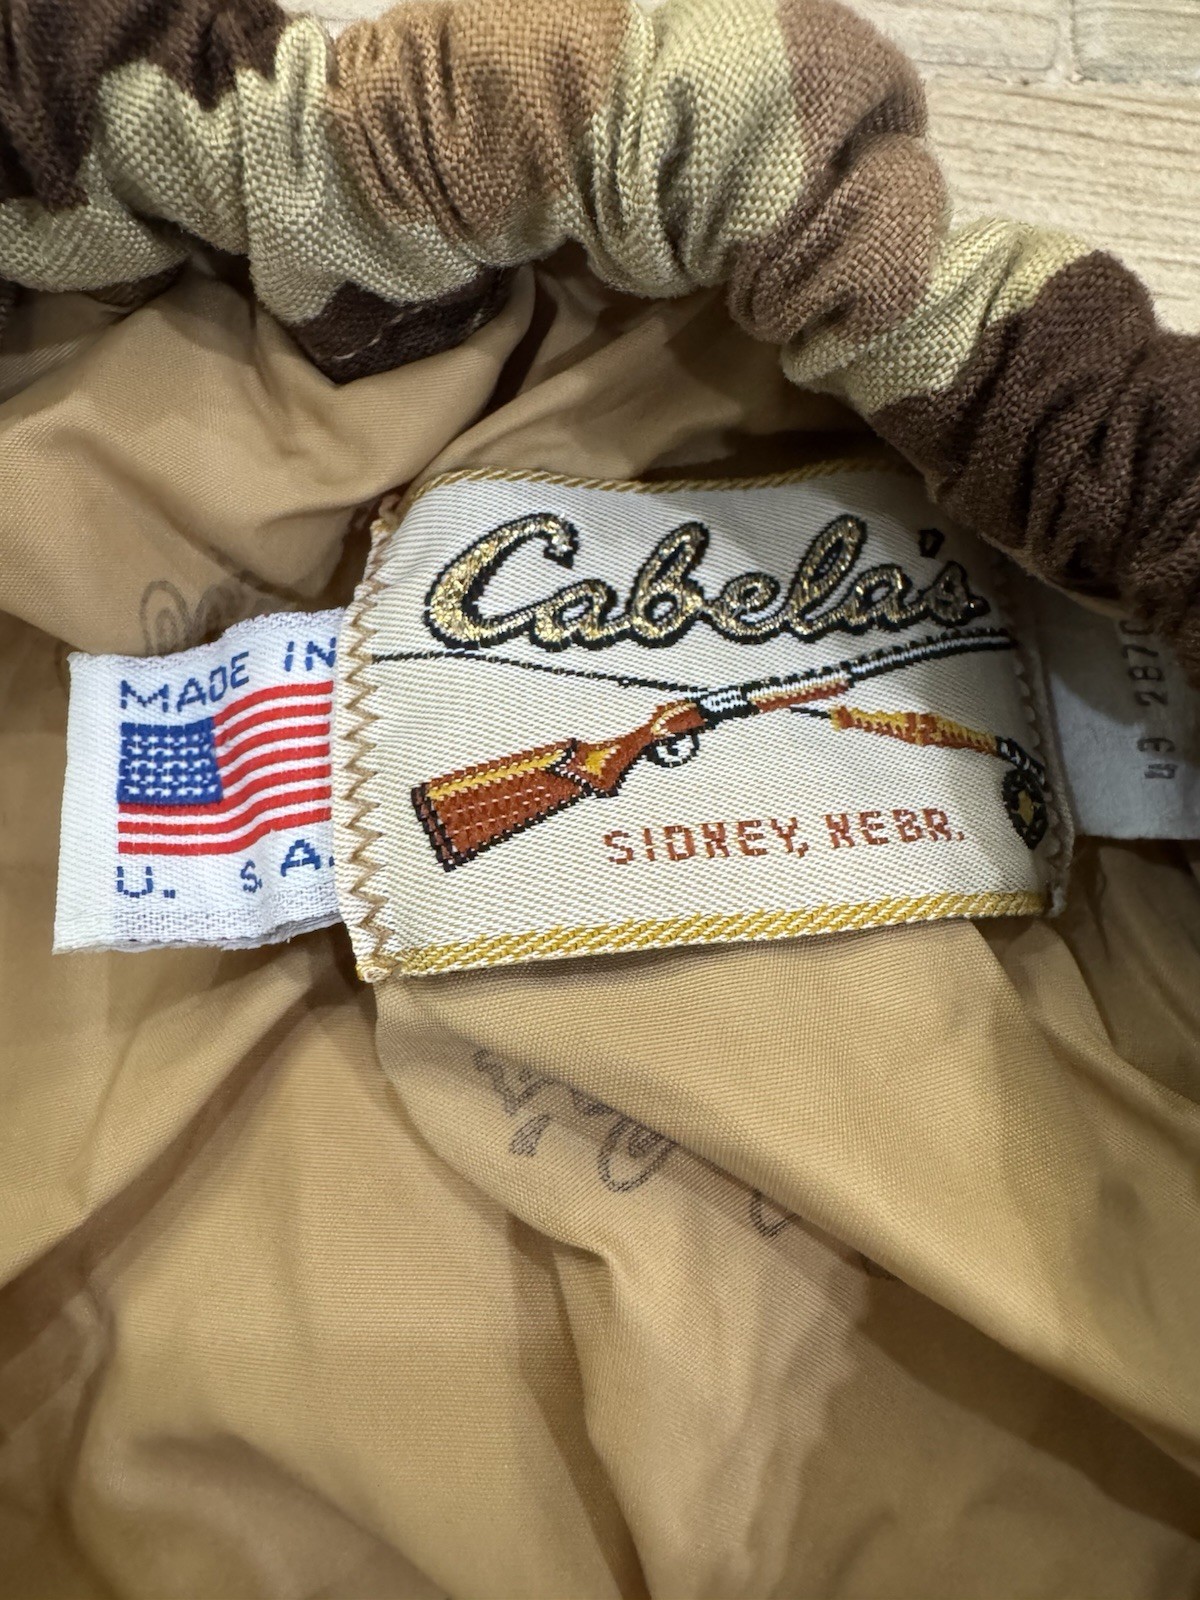 MADE IN
U. S. A.
Cabela's
SIDNEY, NEBR.